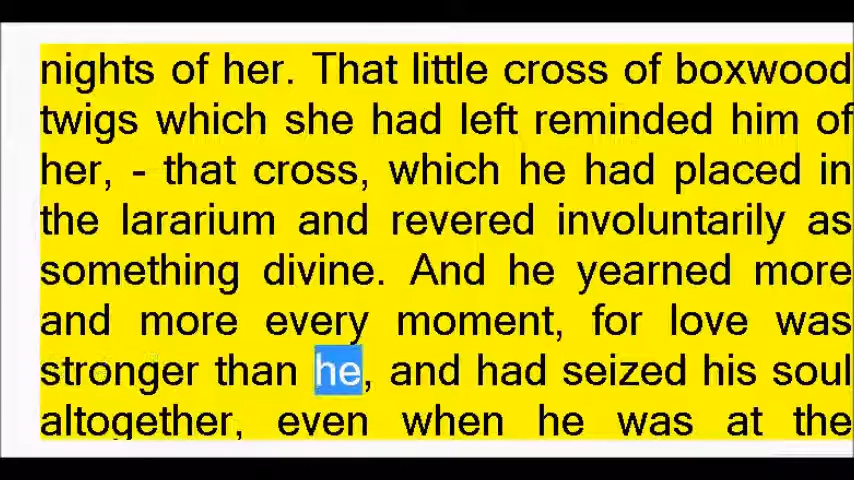 nights of her. That little cross of boxwood
twigs which she had left reminded him of
her, - that cross, which he had placed in
the lararium and revered involuntarily as
something divine. And he yearned more
and more every moment, for love was
stronger than he, and had seized his soul
altogether, even when he was at the